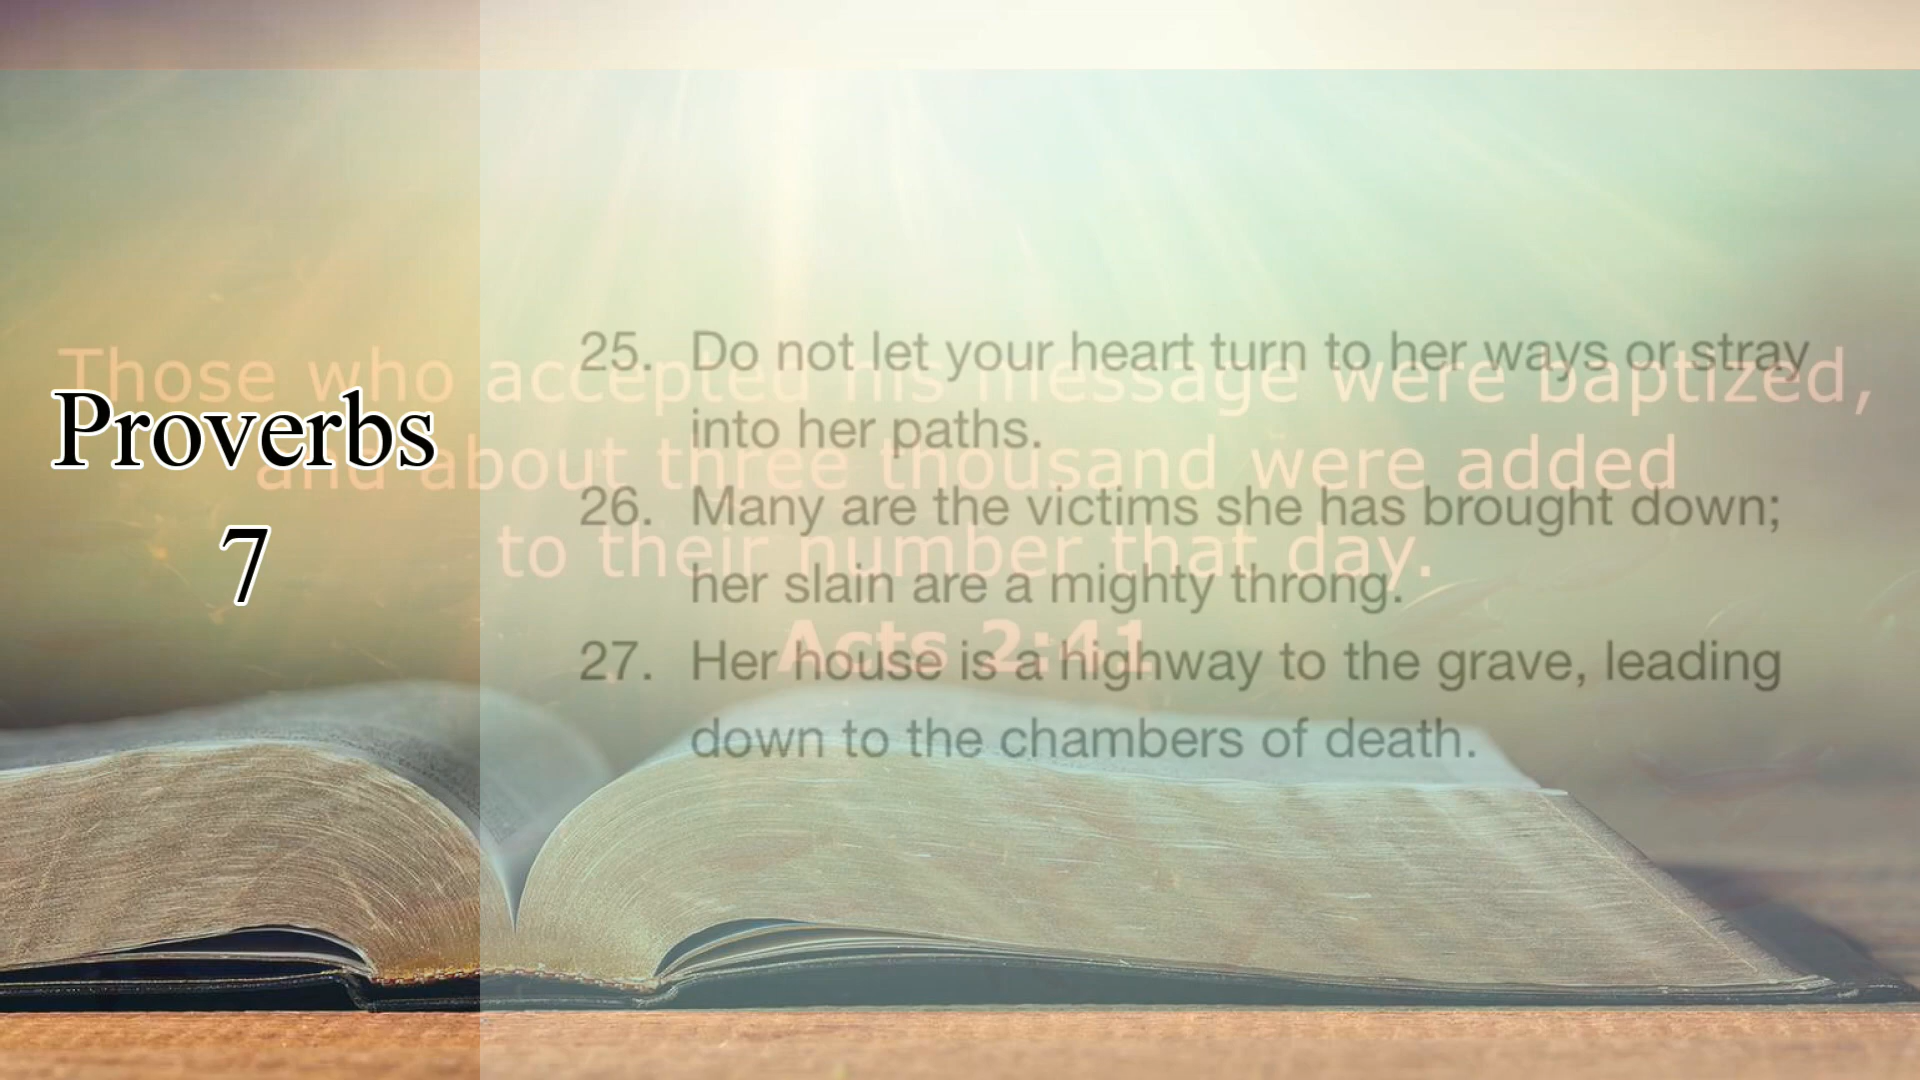 Proverbs
7
25. Do not let your heart turn to her ways or stray
into her paths.
26. Many are the victims she has brought down;
her slain are a mighty throng.
27. Her house is a highway to the grave, leading
down to the chambers of death.
Those who accepted his message were baptized,
and about three thousand were added
to their number that day.
Acts 2:41